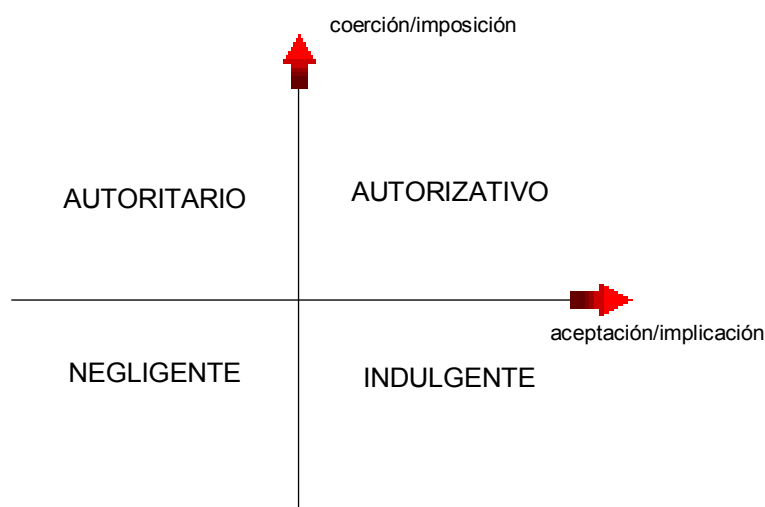 coerción/imposición
AUTORITARIO
AUTORIZATIVO
aceptación/implicación
NEGLIGENTE
INDULGENTE